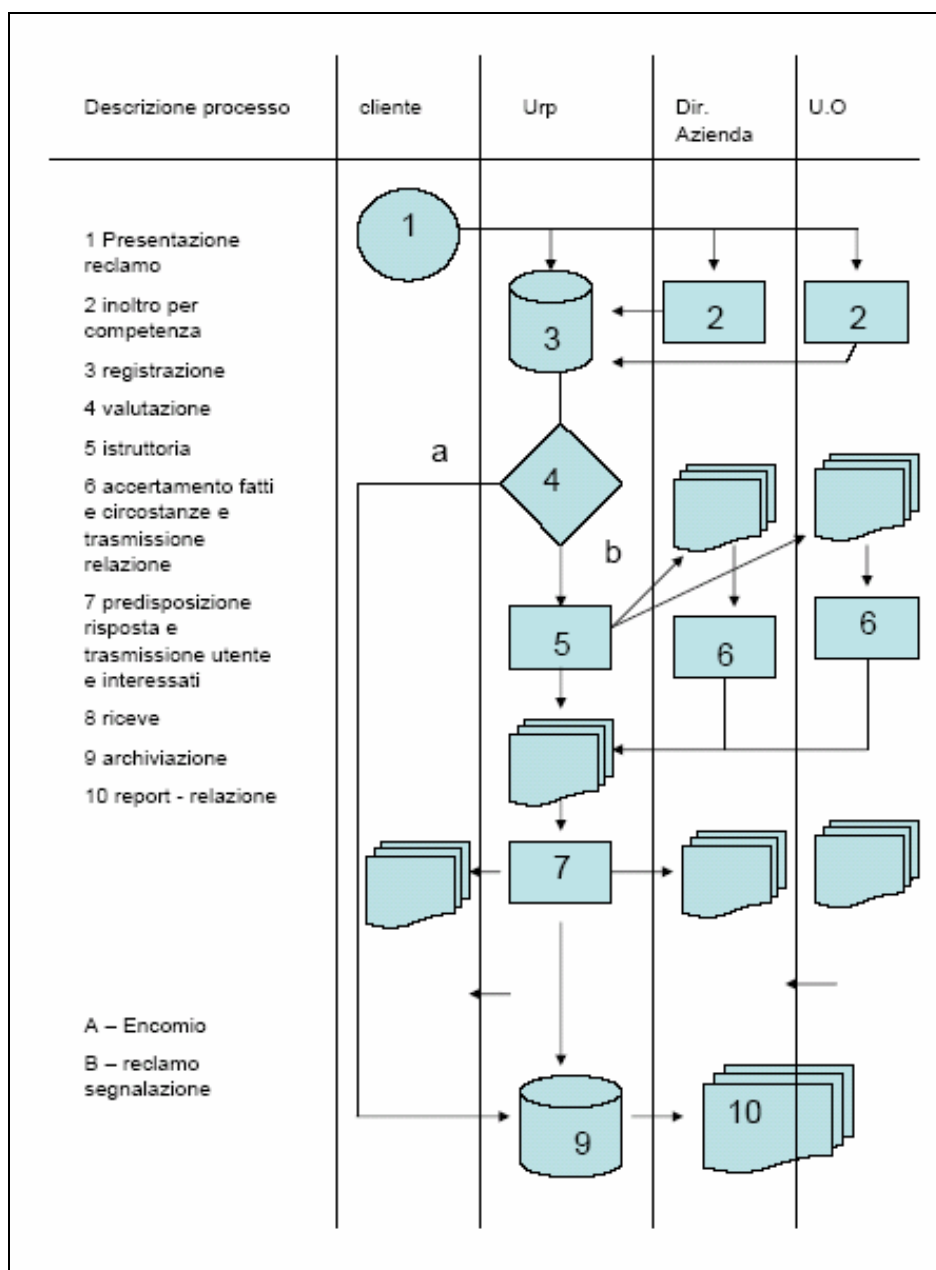 Descrizione processo
cliente
Urp
Dir.
Azienda
U.O
1 Presentazione
reclamo
2 inoltro per
competenza
3 registrazione
4 valutazione
5 istruttoria
6 accertamento fatti
e circostanze e
trasmissione
relazione
7 predisposizione
risposta e
trasmissione utente
e interessati
8 riceve
9 archiviazione
10 report - relazione
A – Encomio
B – reclamo
segnalazione
1
2
2
3
a
4
b
5
6
6
7
9
10